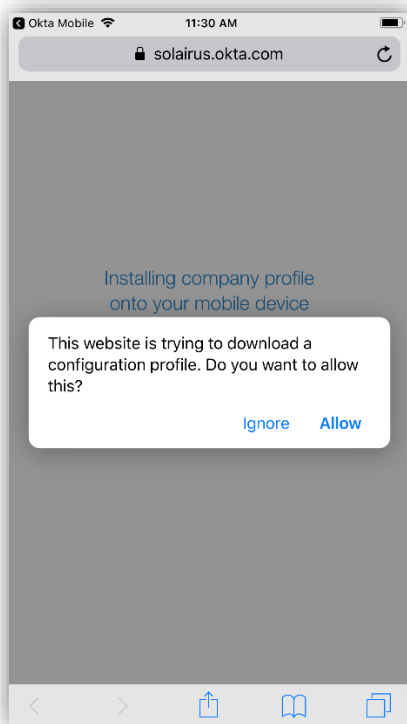 Okta Mobile 11:30 AM
solairus.okta.com
Installing company profile
onto your mobile device
This website is trying to download a
configuration profile. Do you want to allow
this?
Ignore Allow